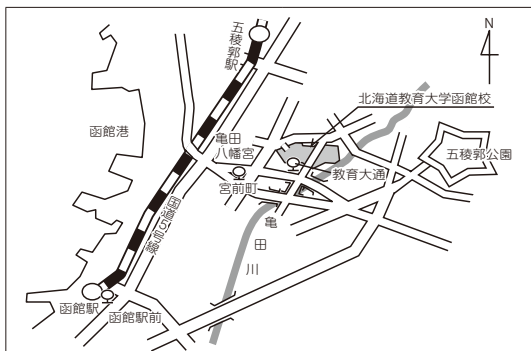 N
五稜郭駅
北海道教育大学函館校
函館港
亀田
八幡宮
五稜郭公園
教育大通
宮前町
国道5号線
亀田川
函館駅
函館駅前